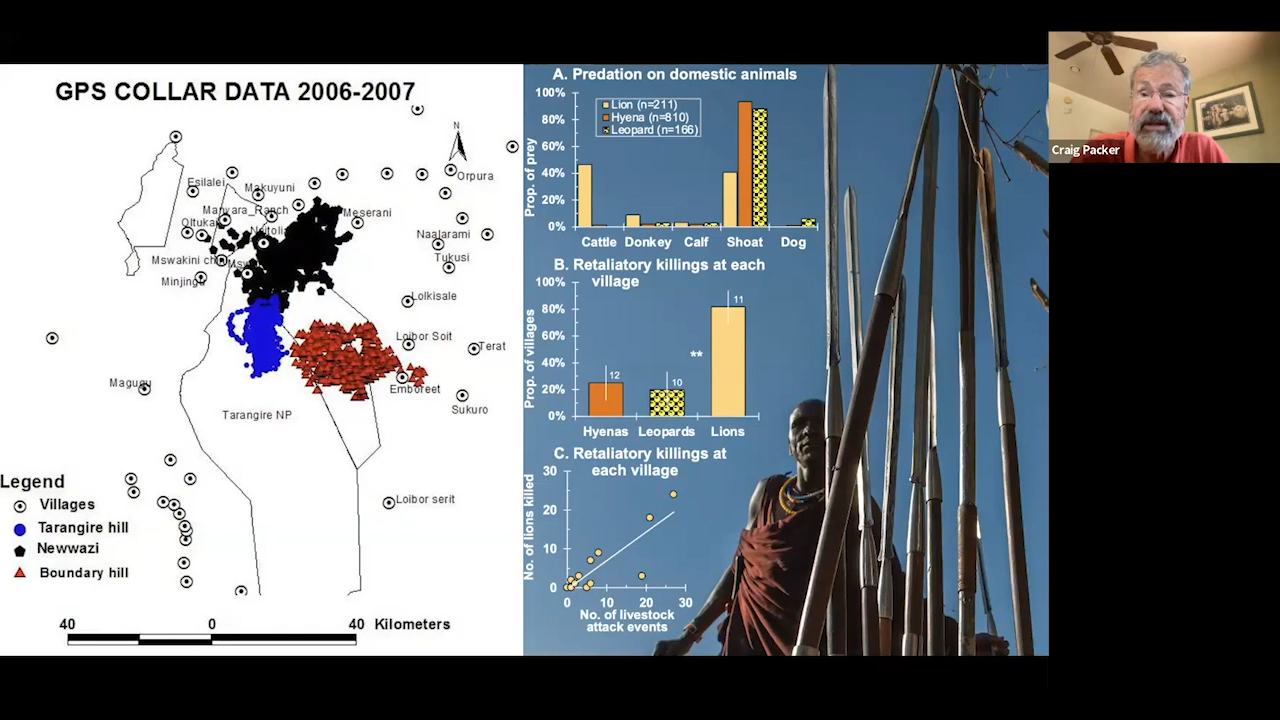 GPS COLLAR DATA 2006-2007
N
Orpura
Esilalei
Makuyuni
Manyara_Ranch
Meserani
Oltukai
Naitolia
Naalarami
Tukusi
Mswakini
Minjingu
Lolkisale
Loibor Soit
Terat
Magugu
Emboreet
Sukuro
Tarangire NP
Loibor serit
Legend
Villages
Tarangire hill
Newwazi
Boundary hill
40 0 40 Kilometers
A. Predation on domestic animals
100%
80%
60%
40%
20%
0%
Prop. of prey
Lion (n=211)
Hyena (n=810)
Leopard (n=166)
Cattle Donkey Calf Shoat Dog
B. Retaliatory killings at each
village
100%
80%
60%
40%
20%
0%
Prop. of villages
12
10
**
11
Hyenas Leopards Lions
C. Retaliatory killings at
each village
30
20
10
0
No. of lions killed
0 10 20 30
No. of livestock
attack events
Craig Packer